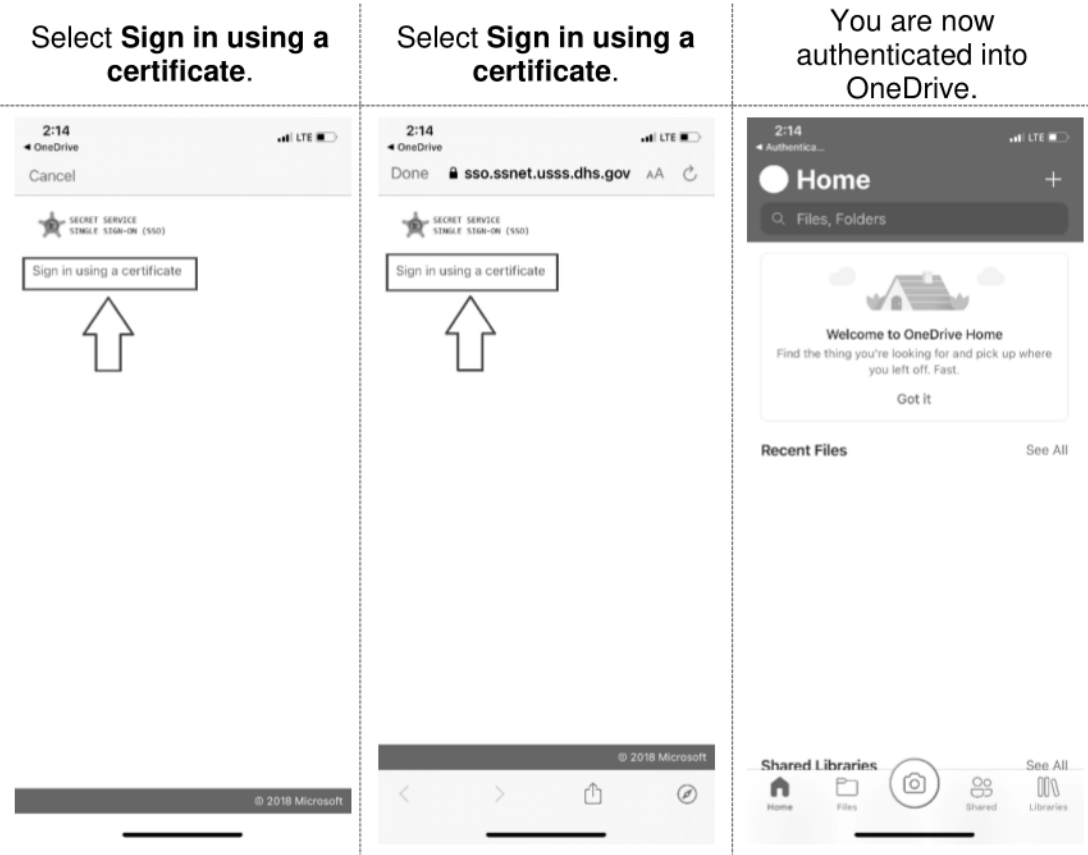 Select Sign in using a
certificate.
2:14
LTE
◄ OneDrive
Cancel
SECRET SERVICE
SINGLE SIGN-ON (SSO)
Sign in using a certificate
© 2018 Microsoft
Select Sign in using a
certificate.
2:14
LTE
◄ OneDrive
Done sso.ssnet.usss.dhs.gov AA
SECRET SERVICE
SINGLE SIGN-ON (SSO)
Sign in using a certificate
© 2018 Microsoft
You are now
authenticated into
OneDrive.
2:14
LTE
◄ Authentica...
Home
Files, Folders
Welcome to OneDrive Home
Find the thing you're looking for and pick up where
you left off. Fast.
Got it
Recent Files See All
Shared Libraries See All
Home Files Shared Libraries